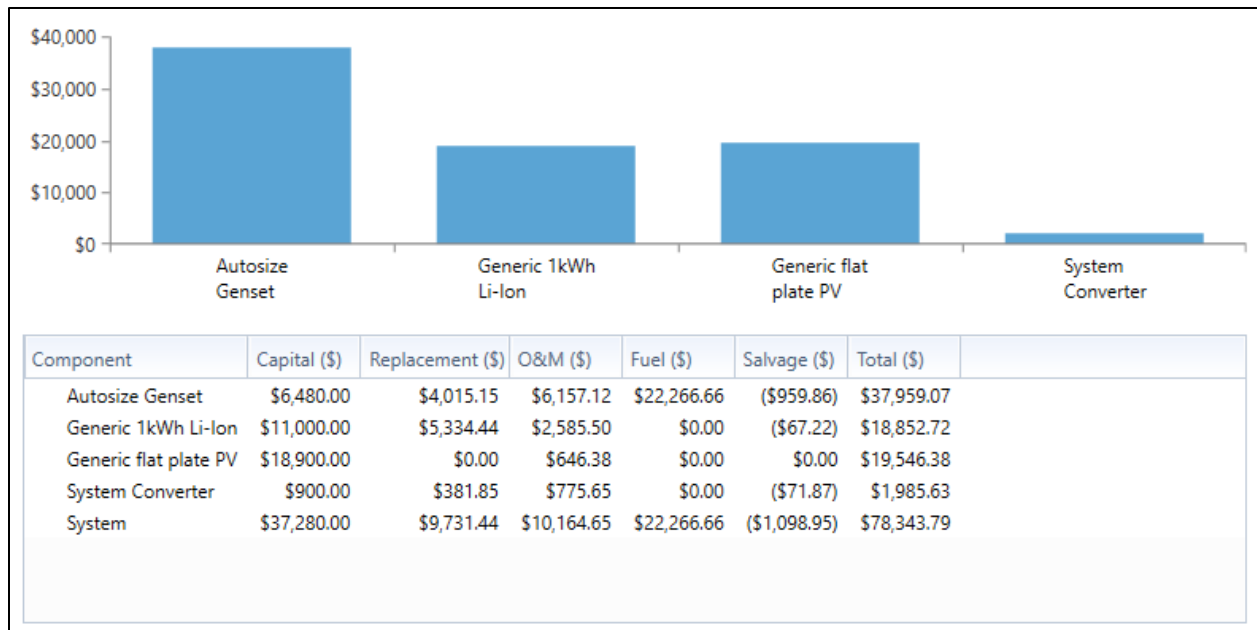 $40,000
$30,000
$20,000
$10,000
$0
Autosize Genset
Generic 1kWh Li-Ion
Generic flat plate PV
System Converter
Component Capital ($) Replacement ($) O&M ($) Fuel ($) Salvage ($) Total ($)
Autosize Genset $6,480.00 $4,015.15 $6,157.12 $22,266.66 ($959.86) $37,959.07
Generic 1kWh Li-Ion $11,000.00 $5,334.44 $2,585.50 $0.00 ($67.22) $18,852.72
Generic flat plate PV $18,900.00 $0.00 $646.38 $0.00 $0.00 $19,546.38
System Converter $900.00 $381.85 $775.65 $0.00 ($71.87) $1,985.63
System $37,280.00 $9,731.44 $10,164.65 $22,266.66 ($1,098.95) $78,343.79